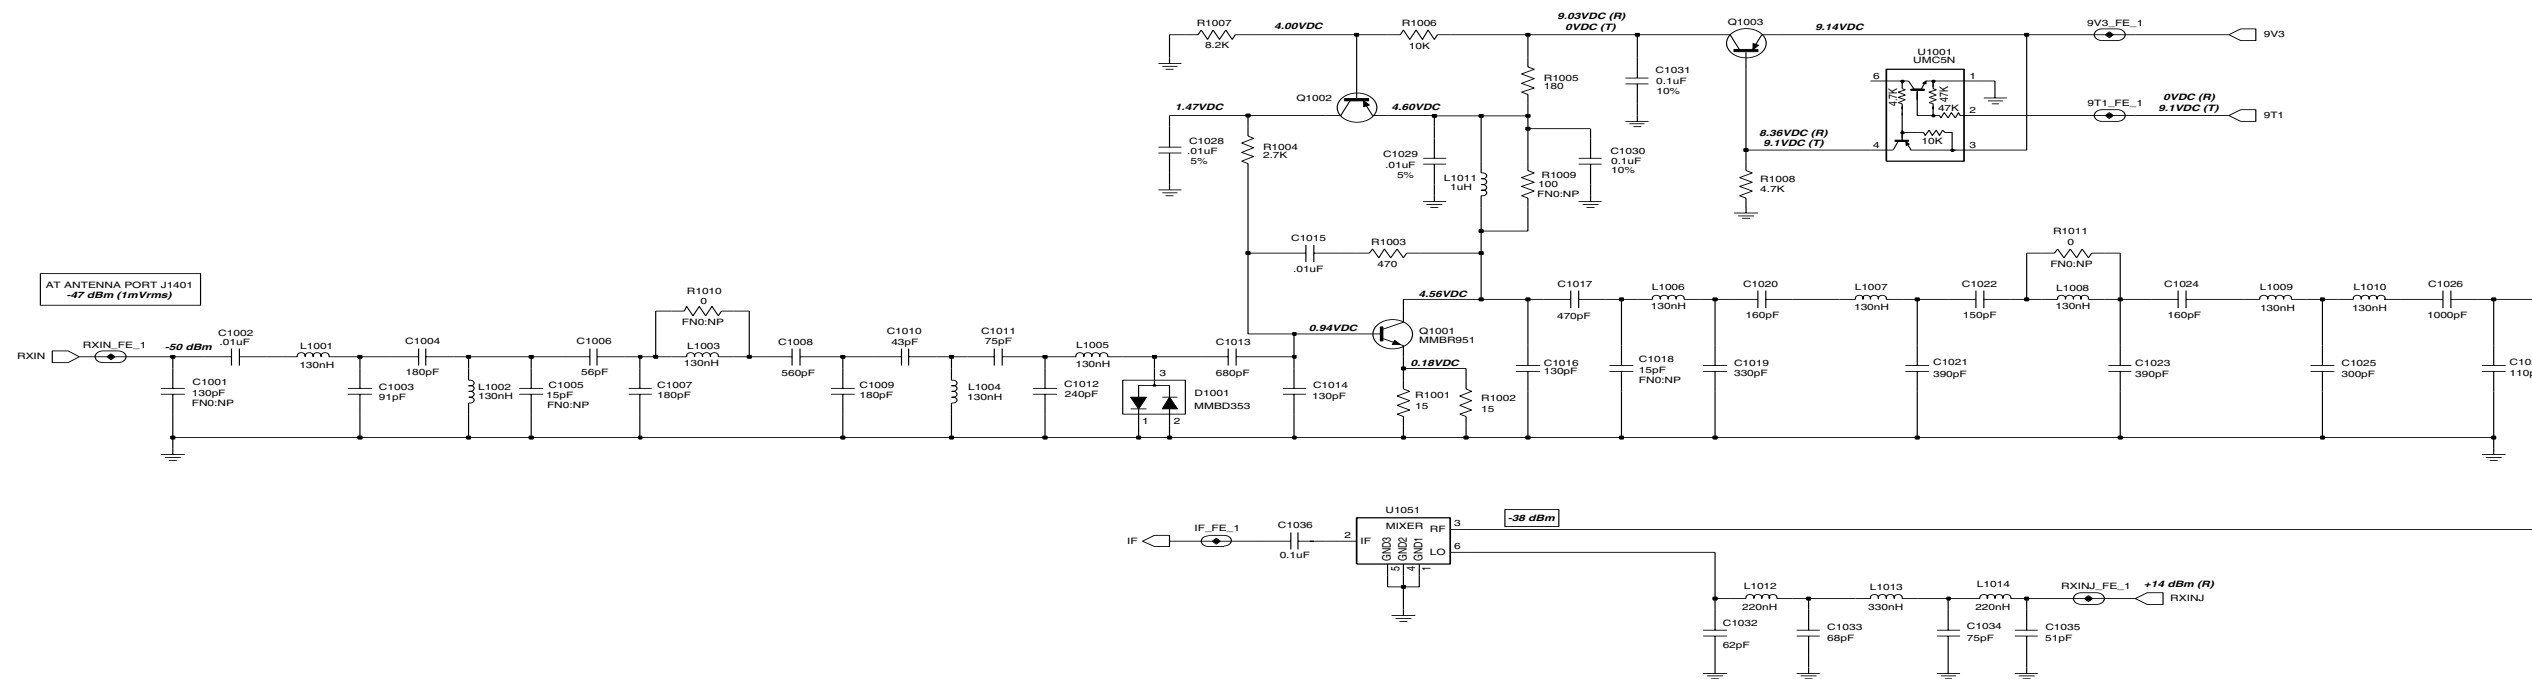 R1007
8.2K
4.00VDC
R1006
10K
9.03VDC (R)
0VDC (T)
Q1003
9.14VDC
9V3_FE_1
9V3
U1001
UMC5N
6
1
4.7K
47K
47K
2
10K
4
3
9T1_FE_1
0VDC (R)
9.1VDC (T)
9T1
R1005
180
C1031
0.1uF
10%
Q1002
1.47VDC
4.60VDC
8.36VDC (R)
9.1VDC (T)
C1028
.01uF
5%
R1004
2.7K
C1029
.01uF
5%
L1011
1uH
R1009
100
FN0:NP
C1030
0.1uF
10%
R1008
4.7K
C1015
.01uF
R1003
470
R1011
0
FN0:NP
AT ANTENNA PORT J1401
-47 dBm (1mVrms)
R1010
0
FN0:NP
4.56VDC
C1017
470pF
L1006
130nH
C1020
160pF
L1007
130nH
C1022
150pF
L1008
130nH
C1024
160pF
L1009
130nH
L1010
130nH
C1026
1000pF
RXIN
RXIN_FE_1
-50 dBm
C1002
.01uF
L1001
130nH
C1004
180pF
C1006
56pF
L1003
130nH
C1008
560pF
C1010
43pF
C1011
75pF
L1005
130nH
C1013
680pF
0.94VDC
Q1001
MMBR951
0.18VDC
C1001
130pF
FN0:NP
C1003
91pF
L1002
130nH
C1005
15pF
FN0:NP
C1007
180pF
C1009
180pF
L1004
130nH
C1012
240pF
3
D1001
MMBD353
1
2
C1014
130pF
R1001
15
R1002
15
C1016
130pF
C1018
15pF
FN0:NP
C1019
330pF
C1021
390pF
C1023
390pF
C1025
300pF
U1051
MIXER
RF
3
-38 dBm
IF
IF_FE_1
C1036
0.1uF
2
IF
GND3
GND2
GND1
LO
6
5
4
1
L1012
220nH
L1013
330nH
L1014
220nH
RXINJ_FE_1
+14 dBm (R)
RXINJ
C1032
62pF
C1033
68pF
C1034
75pF
C1035
51pF